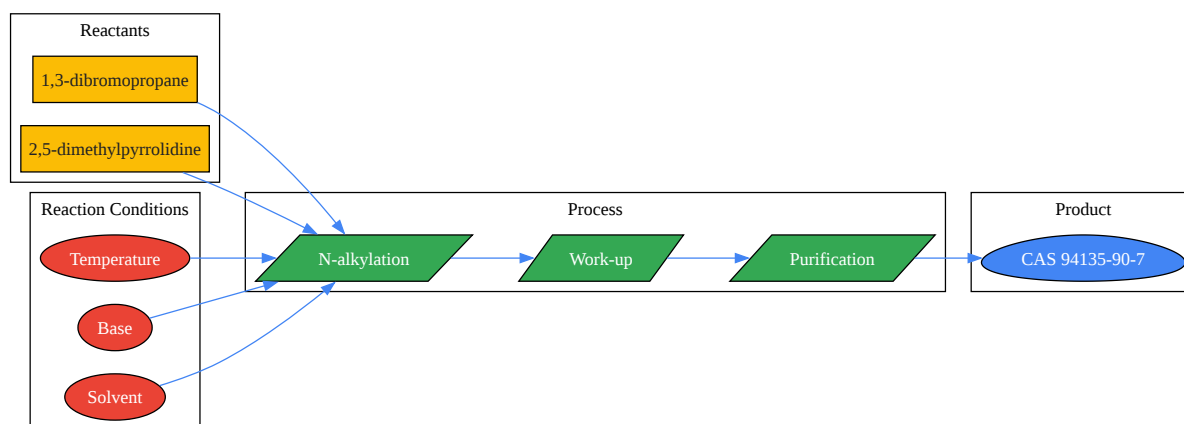 Reactants
1,3-dibromopropane
2,5-dimethylpyrrolidine
Reaction Conditions
Temperature
Base
Solvent
Process
N-alkylation
Work-up
Purification
Product
CAS 94135-90-7